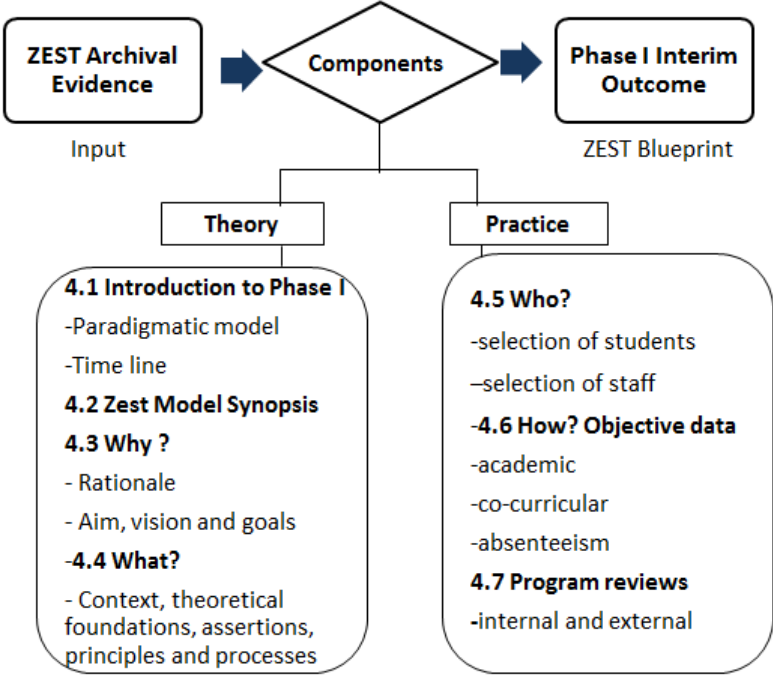 ZEST Archival
Evidence
Components
Phase I Interim
Outcome
Input
ZEST Blueprint
Theory
Practice
4.1 Introduction to Phase I
-Paradigmatic model
-Time line
4.2 Zest Model Synopsis
4.3 Why ?
- Rationale
- Aim, vision and goals
-4.4 What?
- Context, theoretical
foundations, assertions,
principles and processes
4.5 Who?
-selection of students
–selection of staff
-4.6 How? Objective data
-academic
-co-curricular
-absenteeism
4.7 Program reviews
-internal and external